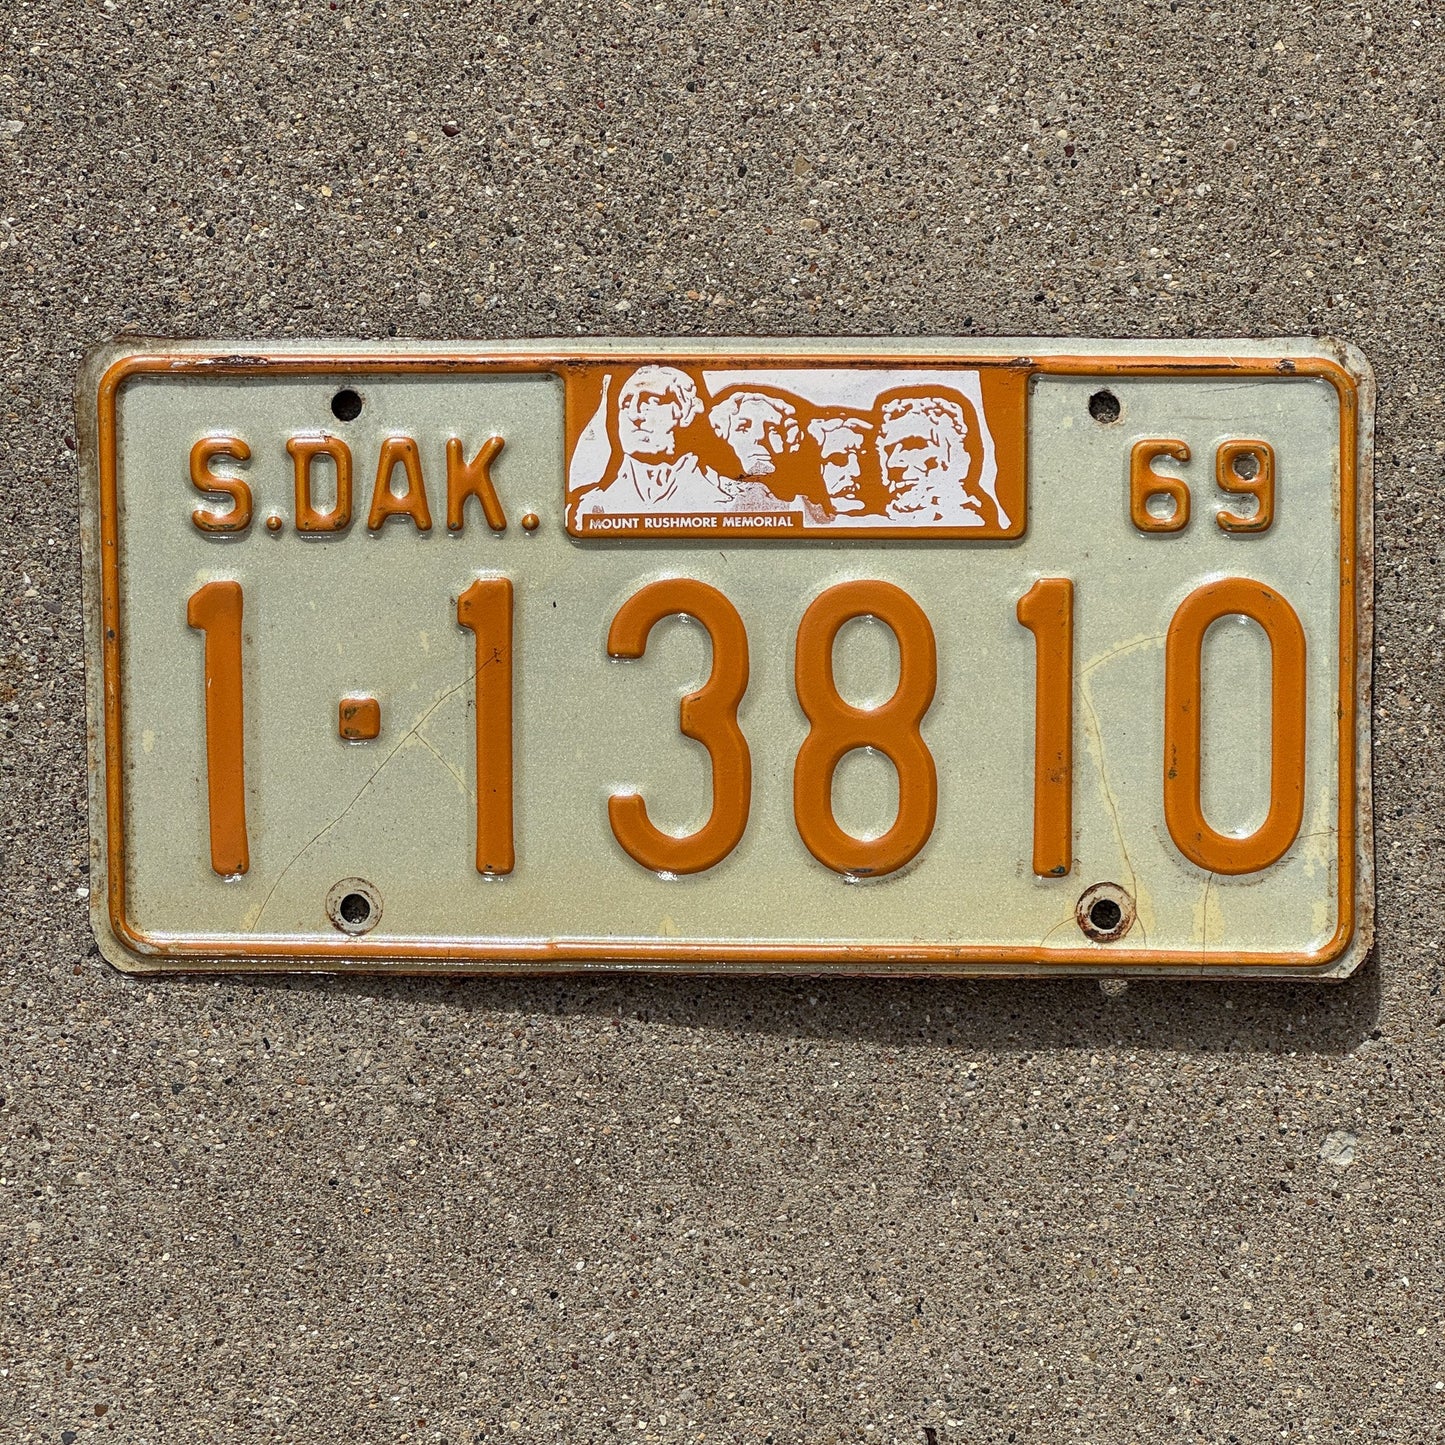 S.DAK.
MOUNT RUSHMORE MEMORIAL
69
1-13810